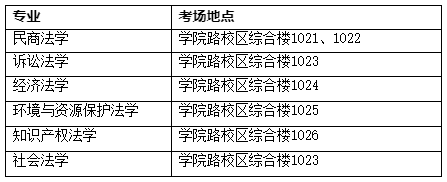 专业 考场地点
民商法学 学院路校区综合楼1021、1022
诉讼法学 学院路校区综合楼1023
经济法学 学院路校区综合楼1024
环境与资源保护法学 学院路校区综合楼1025
知识产权法学 学院路校区综合楼1026
社会法学 学院路校区综合楼1023